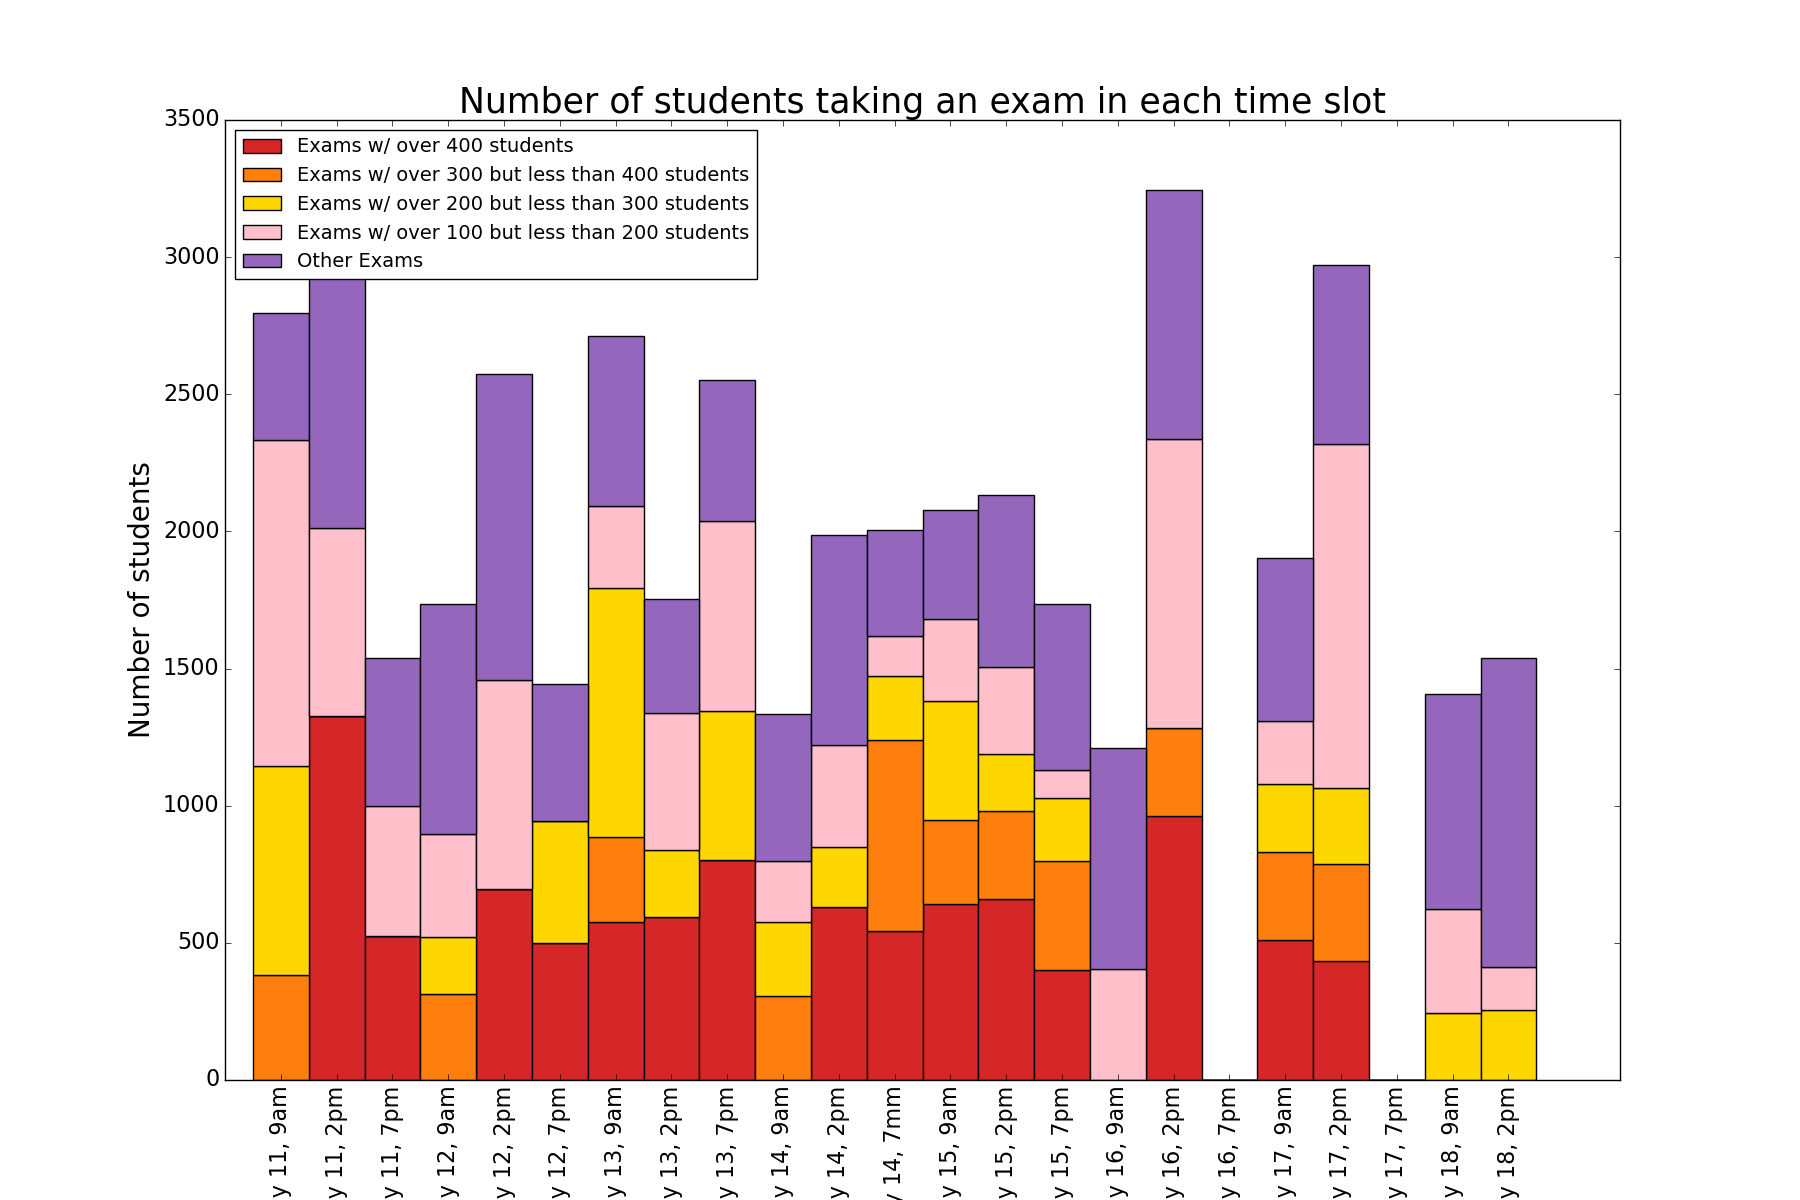 Number of students taking an exam in each time slot
Exams w/ over 400 students
Exams w/ over 300 but less than 400 students
Exams w/ over 200 but less than 300 students
Exams w/ over 100 but less than 200 students
Other Exams
Number of students
3500
3000
2500
2000
1500
1000
500
0
y 11, 9am
y 11, 2pm
y 11, 7pm
y 12, 9am
y 12, 2pm
y 12, 7pm
y 13, 9am
y 13, 2pm
y 13, 7pm
y 14, 9am
y 14, 2pm
y 14, 7mm
y 15, 9am
y 15, 2pm
y 15, 7pm
y 16, 9am
y 16, 2pm
y 16, 7pm
y 17, 9am
y 17, 2pm
y 17, 7pm
y 18, 9am
y 18, 2pm